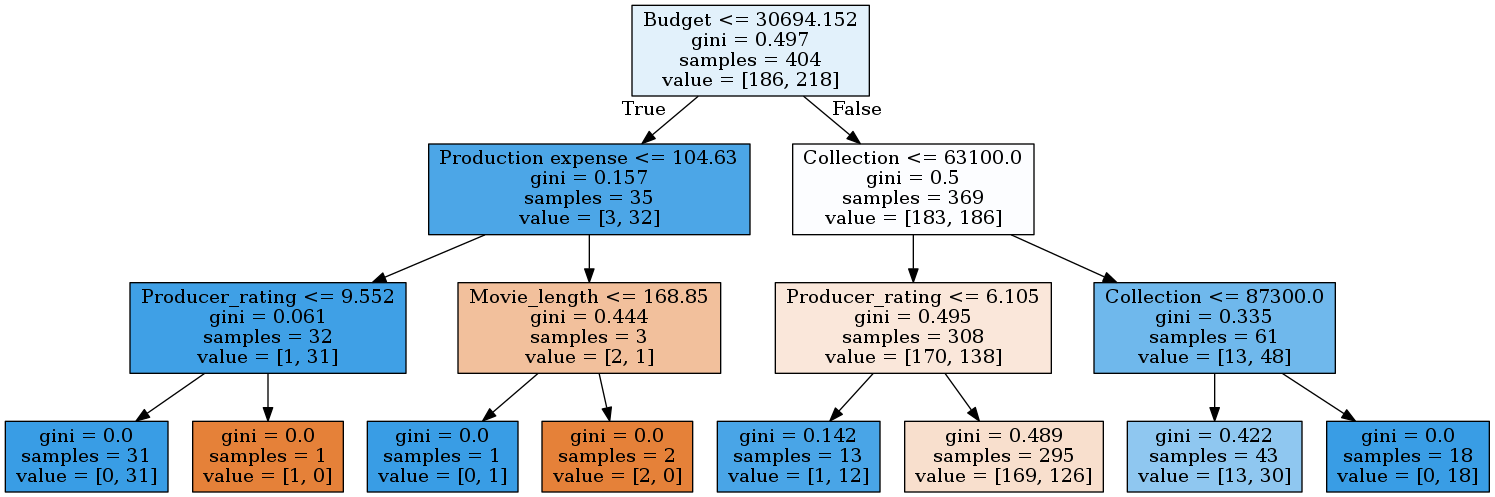 Budget <= 30694.152
gini = 0.497
samples = 404
value = [186, 218]
True
False
Production expense <= 104.63
gini = 0.157
samples = 35
value = [3, 32]
Collection <= 63100.0
gini = 0.5
samples = 369
value = [183, 186]
Producer_rating <= 9.552
gini = 0.061
samples = 32
value = [1, 31]
Movie_length <= 168.85
gini = 0.444
samples = 3
value = [2, 1]
Producer_rating <= 6.105
gini = 0.495
samples = 308
value = [170, 138]
Collection <= 87300.0
gini = 0.335
samples = 61
value = [13, 48]
gini = 0.0
samples = 31
value = [0, 31]
gini = 0.0
samples = 1
value = [1, 0]
gini = 0.0
samples = 1
value = [0, 1]
gini = 0.0
samples = 2
value = [2, 0]
gini = 0.142
samples = 13
value = [1, 12]
gini = 0.489
samples = 295
value = [169, 126]
gini = 0.422
samples = 43
value = [13, 30]
gini = 0.0
samples = 18
value = [0, 18]